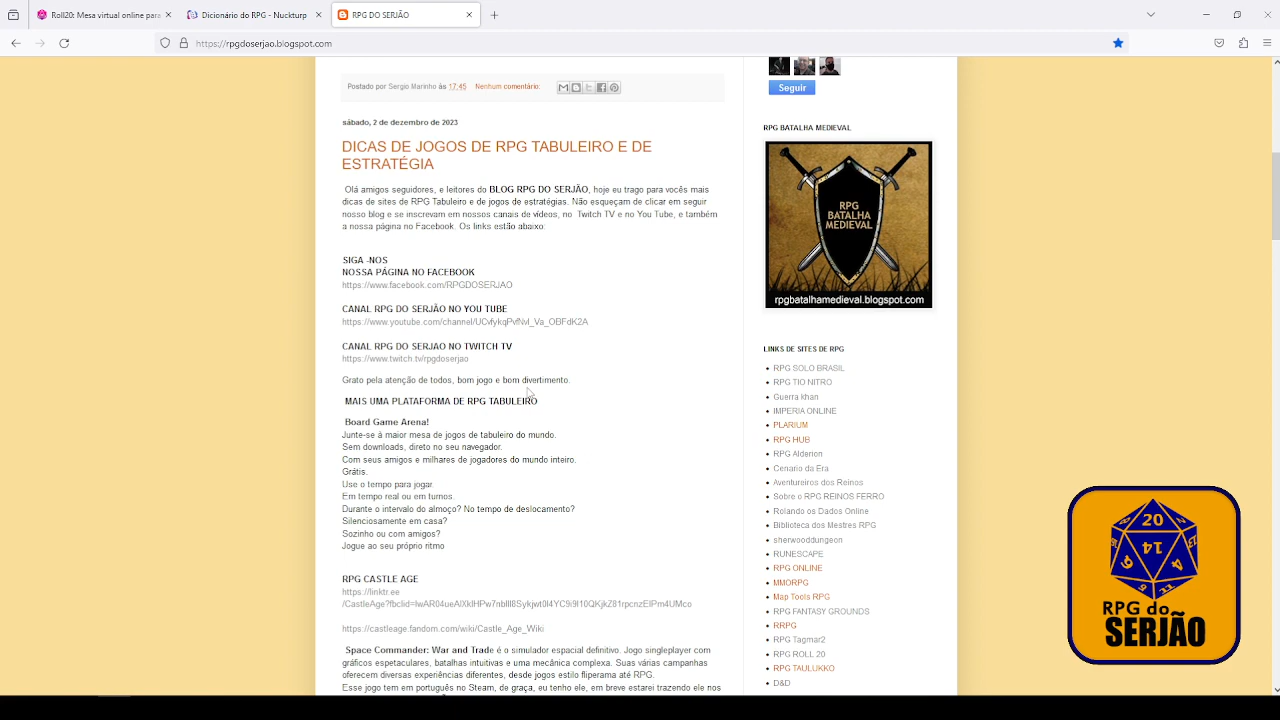 Roll20: Mesa virtual online para
Dicionário do RPG - Nuckturp
RPG DO SERJÃO
https://rpgdoserjao.blogspot.com
Postado por Sergio Marinho às 17:45 Nenhum comentário:
sábado, 2 de dezembro de 2023
DICAS DE JOGOS DE RPG TABULEIRO E DE
ESTRATÉGIA
Olá amigos seguidores, e leitores do BLOG RPG DO SERJÃO, hoje eu trago para vocês mais
dicas de sites de RPG Tabuleiro e de jogos de estratégias. Não esqueçam de clicar em seguir
nosso blog e se inscrevam em nossos canais de vídeos, no Twitch TV e no You Tube, e também
a nossa página no Facebook. Os links estão abaixo:
SIGA -NOS
NOSSA PÁGINA NO FACEBOOK
https://www.facebook.com/RPGDOSERJAO
CANAL RPG DO SERJÃO NO YOU TUBE
https://www.youtube.com/channel/UCvfykqPvfNvl_Va_OBFdK2A
CANAL RPG DO SERJAO NO TWITCH TV
https://www.twitch.tv/rpgdoserjao
Grato pela atenção de todos, bom jogo e bom divertimento.
MAIS UMA PLATAFORMA DE RPG TABULEIRO
Board Game Arena!
Junte-se à maior mesa de jogos de tabuleiro do mundo.
Sem downloads, direto no seu navegador.
Com seus amigos e milhares de jogadores do mundo inteiro.
Grátis.
Use o tempo para jogar.
Em tempo real ou em turnos.
Durante o intervalo do almoço? No tempo de deslocamento?
Silenciosamente em casa?
Sozinho ou com amigos?
Jogue ao seu próprio ritmo
RPG CASTLE AGE
https://linktr.ee
/CastleAge?fbclid=IwAR04ueAlXklHPw7nblll8Sykjwt0l4YC9i9I10QKjkZ81rpcnzEIPm4UMco
https://castleage.fandom.com/wiki/Castle_Age_Wiki
Space Commander: War and Trade é o simulador espacial definitivo. Jogo singleplayer com
gráficos espetaculares, batalhas intuitivas e uma mecânica complexa. Suas várias campanhas
oferecem diversas experiências diferentes, desde jogos estilo fliperama até RPG.
Esse jogo tem em português no Steam, de graça, eu tenho ele, em breve estarei trazendo ele nos
Seguir
RPG BATALHA MEDIEVAL
RPG
BATALHA
MEDIEVAL
rpgbatalhamedieval.blogspot.com
LINKS DE SITES DE RPG
RPG SOLO BRASIL
RPG TIO NITRO
Guerra khan
IMPERIA ONLINE
PLARIUM
RPG HUB
RPG Alderion
Cenario da Era
Aventureiros dos Reinos
Sobre o RPG REINOS FERRO
Rolando os Dados Online
Biblioteca dos Mestres RPG
sherwooddungeon
RUNESCAPE
RPG ONLINE
MMORPG
Map Tools RPG
RPG FANTASY GROUNDS
RRPG
RPG Tagmar2
RPG ROLL 20
RPG TAULUKKO
D&D
20
14
RPG do
SERJÃO